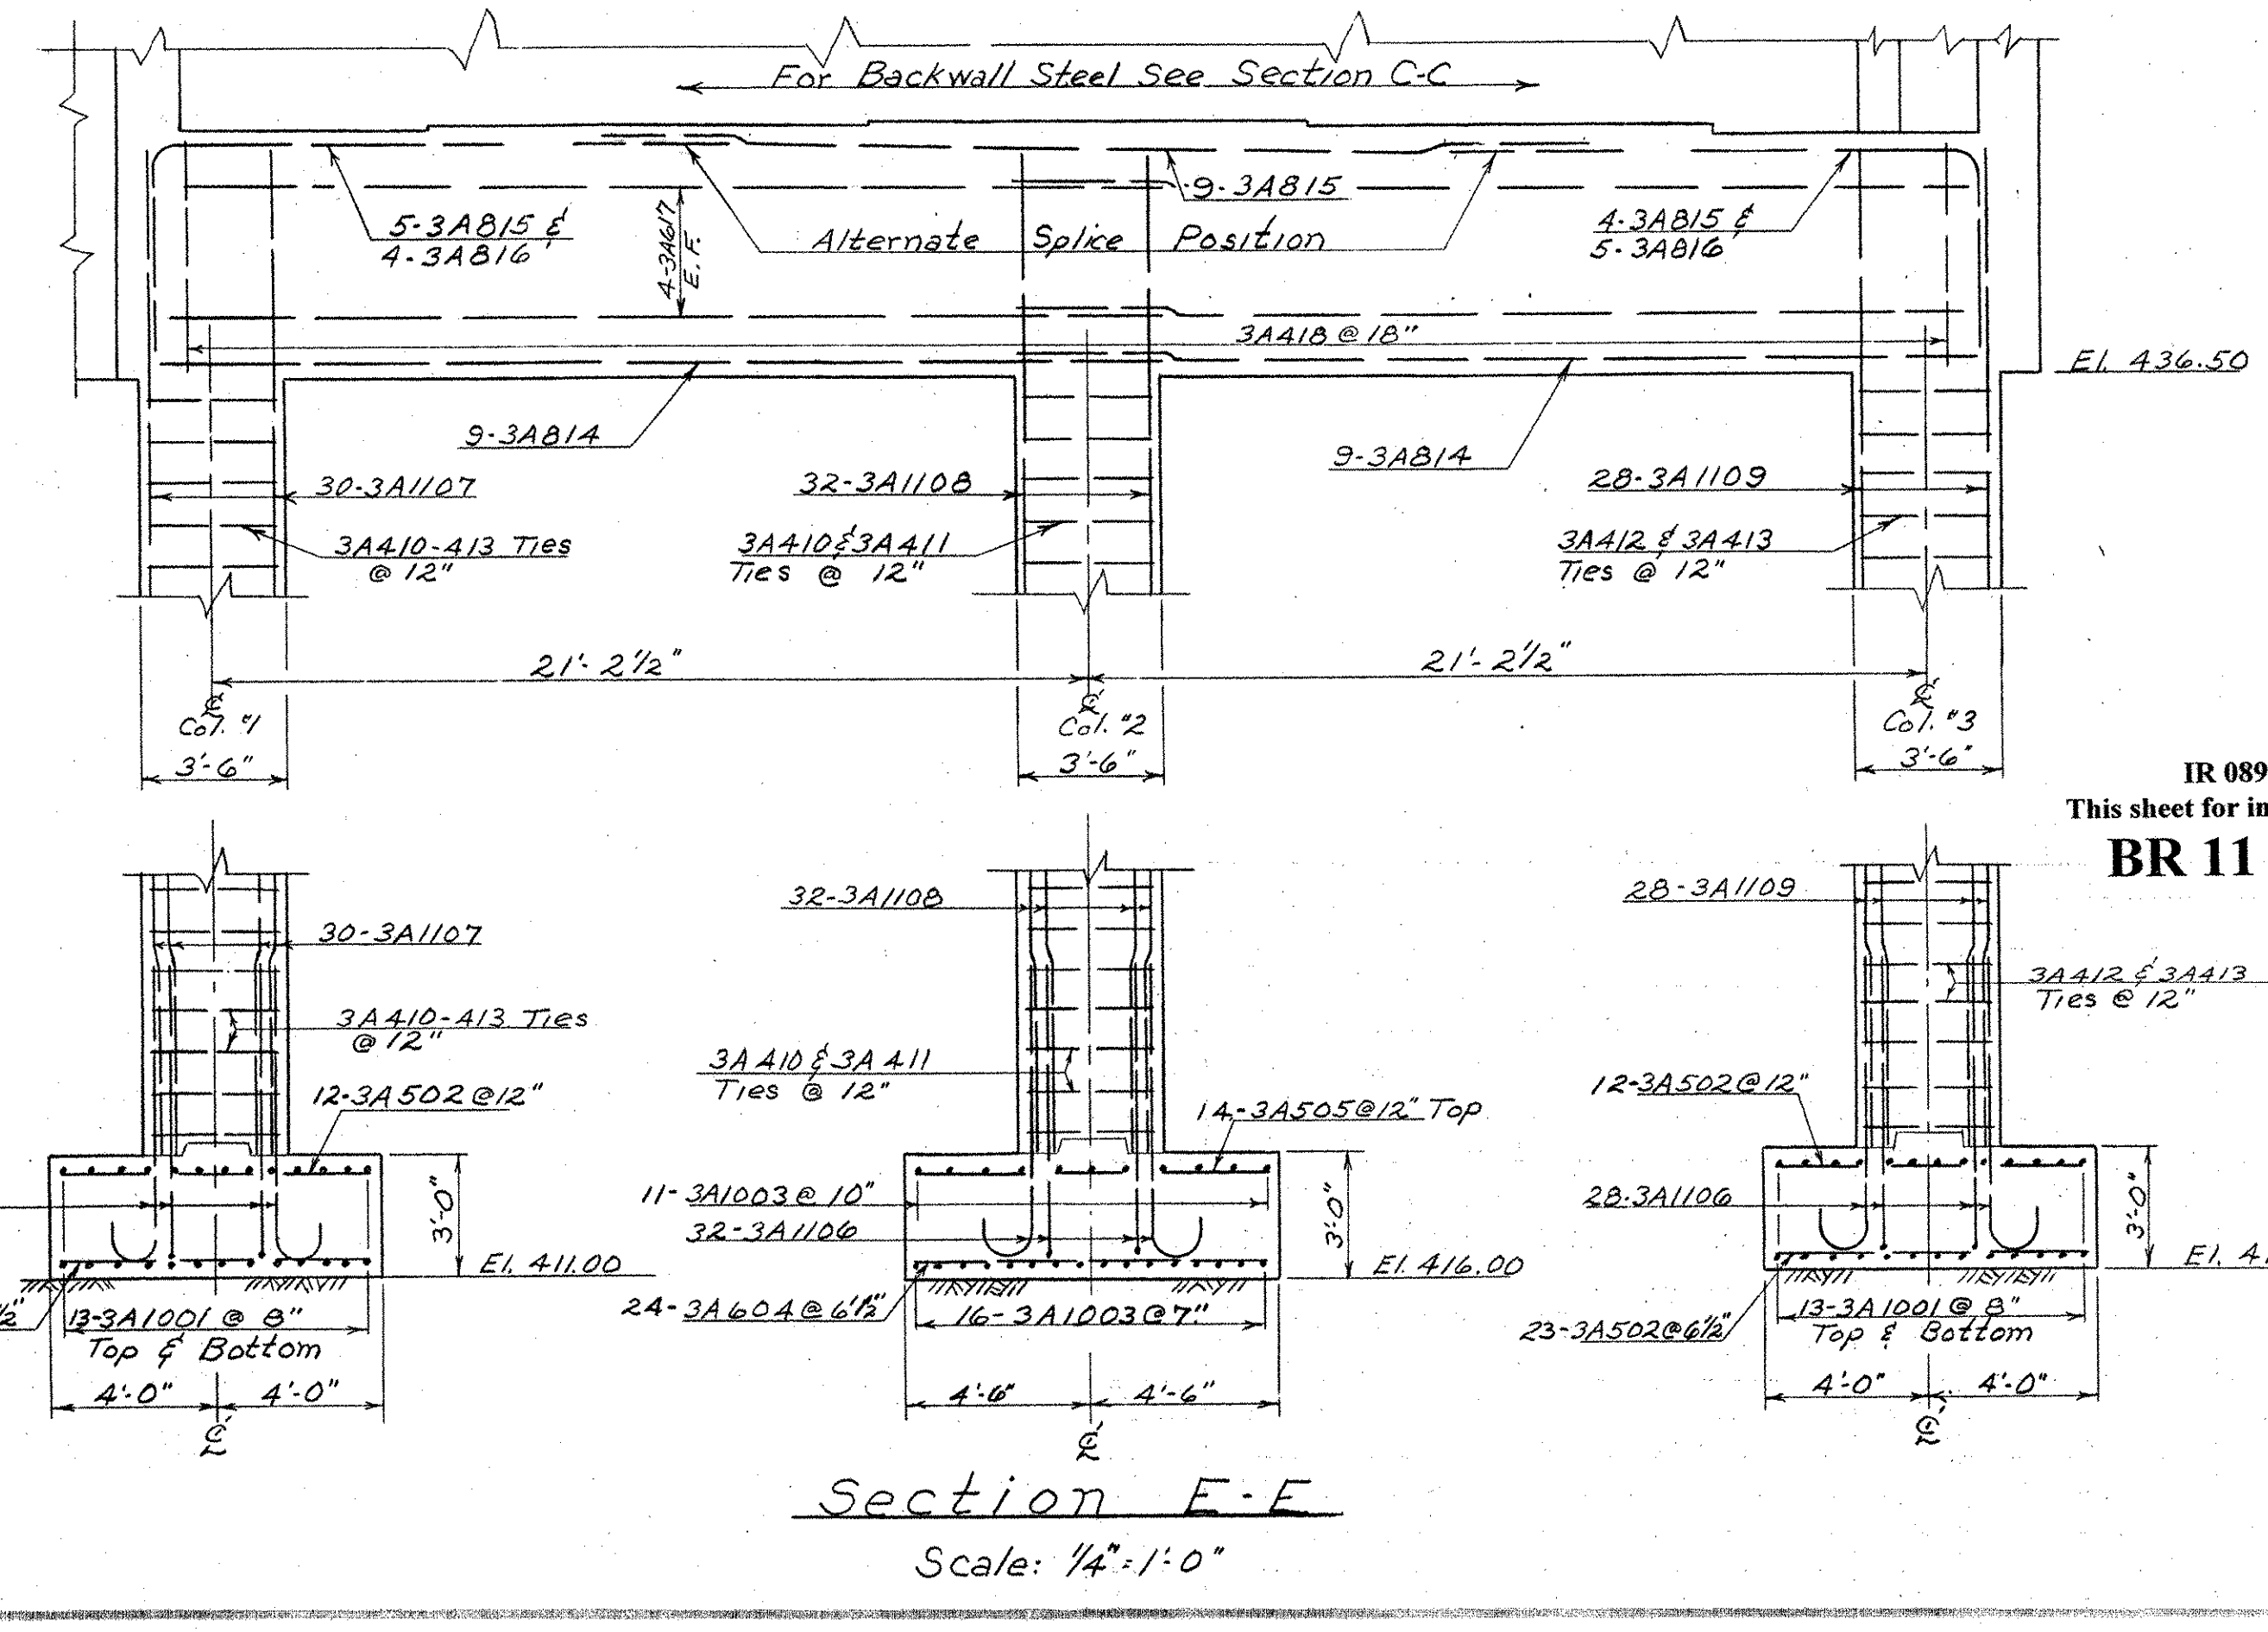 For Backwall Steel See Section C-C
5-3A815 &
4-3A816
4-3A617
E.F.
Alternate Splice Position
9-3A815
4-3A815 &
5-3A816
3A418 @ 18"
El. 436.50
9-3A814
9-3A814
30-3A1107
32-3A1108
28-3A1109
3A410-413 Ties
@ 12"
3A410 & 3A411
Ties @ 12"
3A412 & 3A413
Ties @ 12"
21'-2½"
21'-2½"
℄
Col. #1
3'-6"
℄
Col. #2
3'-6"
℄
Col. #3
3'-6"
IR 089
This sheet for in
BR 11
32-3A1108
28-3A1109
30-3A1107
3A410-413 Ties
@ 12"
3A410 & 3A411
Ties @ 12"
3A412 & 3A413
Ties @ 12"
12-3A502 @ 12"
14-3A505 @ 12" Top
12-3A502 @ 12"
3'-0"
11-3A1003 @ 10"
32-3A1106
3'-0"
28-3A1106
3'-0"
El. 411.00
El. 416.00
El. 41
½"
13-3A1001 @ 8"
Top & Bottom
24-3A604 @ 6½"
16-3A1003 @ 7"
23-3A502 @ 6½"
13-3A1001 @ 8"
Top & Bottom
4'-0" 4'-0"
4'-6" 4'-6"
4'-0" 4'-0"
℄
℄
℄
Section E-E
Scale: ¼"=1'-0"